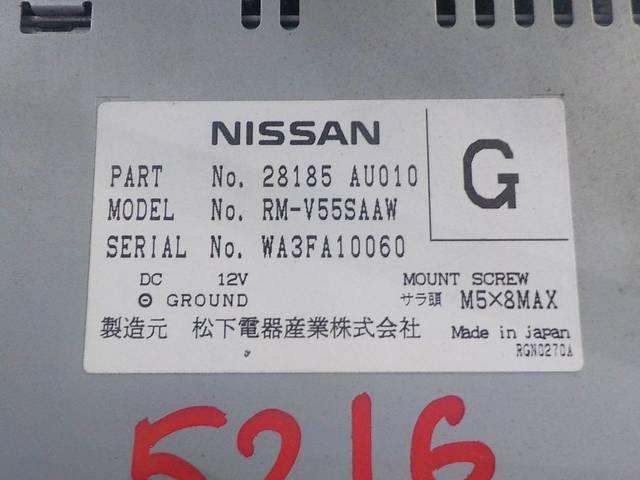 NISSAN
G
PART No. 28185 AU010
MODEL No. RM-V55SAAW
SERIAL No. WA3FA10060
DC 12V
MOUNT SCREW
⊖ GROUND
サラ頭 M5×8MAX
製造元 松下電器産業株式会社
Made in japan
RGN0270A
5216